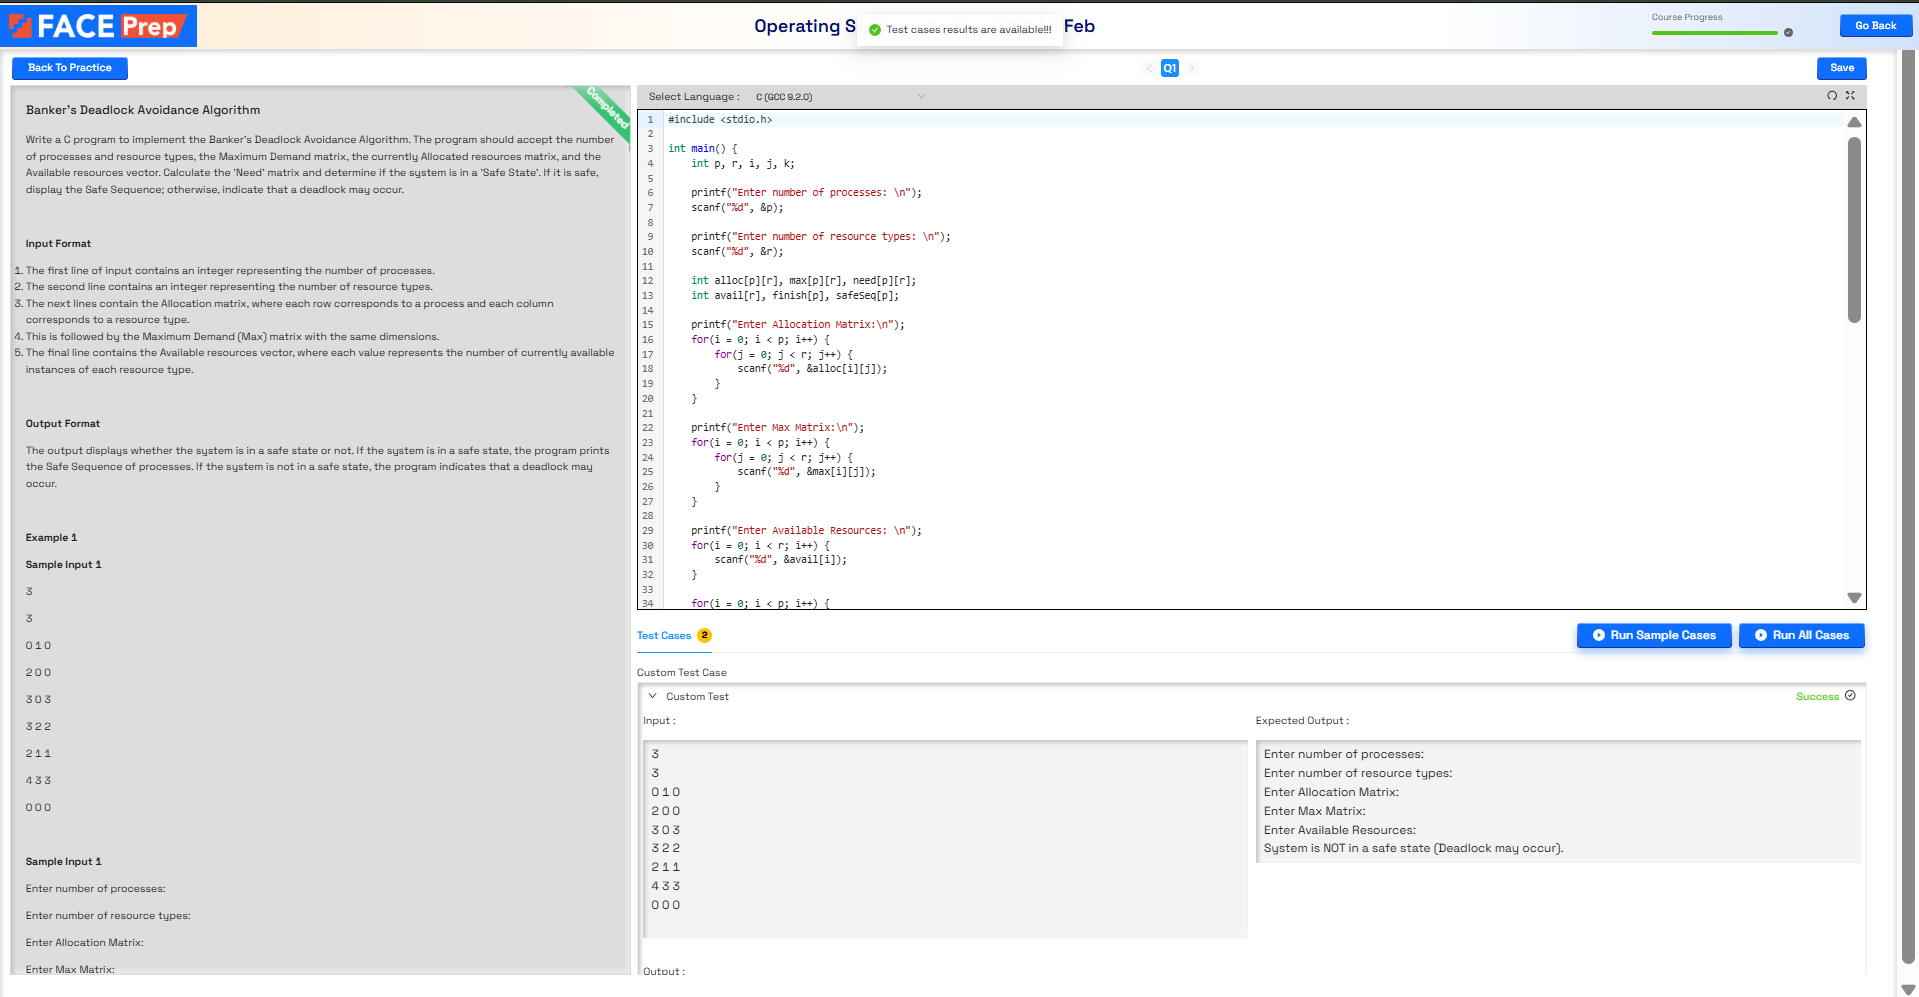 FACE Prep
Operating S
Test cases results are available!!!
Feb
Course Progress
Go Back
Back To Practice
< Q1 >
Save
Completed
Banker's Deadlock Avoidance Algorithm
Write a C program to implement the Banker's Deadlock Avoidance Algorithm. The program should accept the number
of processes and resource types, the Maximum Demand matrix, the currently Allocated resources matrix, and the
Available resources vector. Calculate the 'Need' matrix and determine if the system is in a 'Safe State'. If it is safe,
display the Safe Sequence; otherwise, indicate that a deadlock may occur.
Input Format
1. The first line of input contains an integer representing the number of processes.
2. The second line contains an integer representing the number of resource types.
3. The next lines contain the Allocation matrix, where each row corresponds to a process and each column
corresponds to a resource type.
4. This is followed by the Maximum Demand (Max) matrix with the same dimensions.
5. The final line contains the Available resources vector, where each value represents the number of currently available
instances of each resource type.
Output Format
The output displays whether the system is in a safe state or not. If the system is in a safe state, the program prints
the Safe Sequence of processes. If the system is not in a safe state, the program indicates that a deadlock may
occur.
Example 1
Sample Input 1
3
3
0 1 0
2 0 0
3 0 3
3 2 2
2 1 1
4 3 3
0 0 0
Sample Input 1
Enter number of processes:
Enter number of resource types:
Enter Allocation Matrix:
Enter Max Matrix:
Select Language : C (GCC 9.2.0)
1 #include <stdio.h>
2
3 int main() {
4 int p, r, i, j, k;
5
6 printf("Enter number of processes: \n");
7 scanf("%d", &p);
8
9 printf("Enter number of resource types: \n");
10 scanf("%d", &r);
11
12 int alloc[p][r], max[p][r], need[p][r];
13 int avail[r], finish[p], safeSeq[p];
14
15 printf("Enter Allocation Matrix:\n");
16 for(i = 0; i < p; i++) {
17 for(j = 0; j < r; j++) {
18 scanf("%d", &alloc[i][j]);
19 }
20 }
21
22 printf("Enter Max Matrix:\n");
23 for(i = 0; i < p; i++) {
24 for(j = 0; j < r; j++) {
25 scanf("%d", &max[i][j]);
26 }
27 }
28
29 printf("Enter Available Resources: \n");
30 for(i = 0; i < r; i++) {
31 scanf("%d", &avail[i]);
32 }
33
34 for(i = 0; i < p; i++) {
Test Cases 2
Run Sample Cases
Run All Cases
Custom Test Case
Custom Test
Success
Input :
3
3
0 1 0
2 0 0
3 0 3
3 2 2
2 1 1
4 3 3
0 0 0
Expected Output :
Enter number of processes:
Enter number of resource types:
Enter Allocation Matrix:
Enter Max Matrix:
Enter Available Resources:
System is NOT in a safe state (Deadlock may occur).
Output :